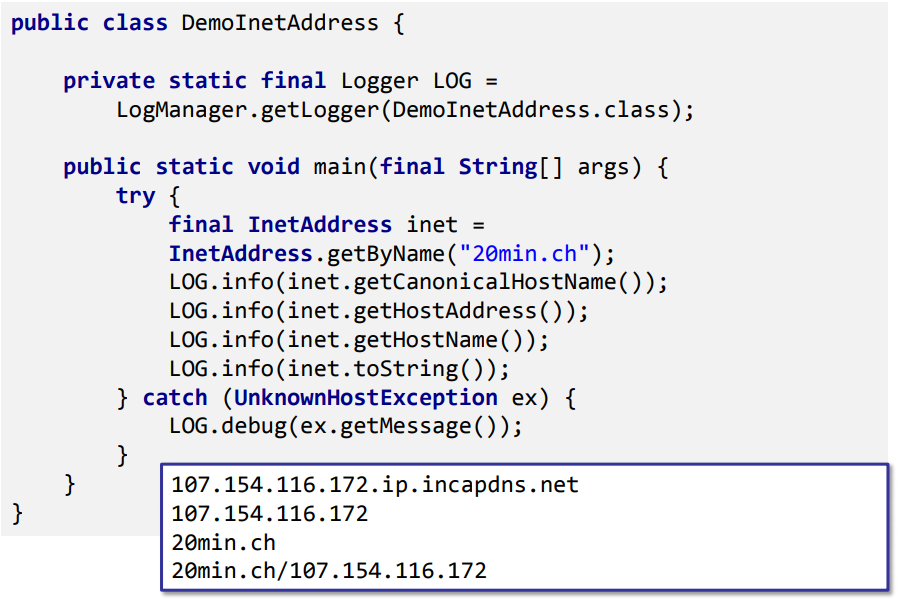 public class DemoInetAddress {
private static final Logger LOG =
LogManager.getLogger(DemoInetAddress.class);
public static void main(final String[] args) {
try {
final InetAddress inet =
InetAddress.getByName("20min.ch");
LOG.info(inet.getCanonicalHostName());
LOG.info(inet.getHostAddress());
LOG.info(inet.getHostName());
LOG.info(inet.toString());
} catch (UnknownHostException ex) {
LOG.debug(ex.getMessage());
}
}
}
107.154.116.172.ip.incapdns.net
107.154.116.172
20min.ch
20min.ch/107.154.116.172